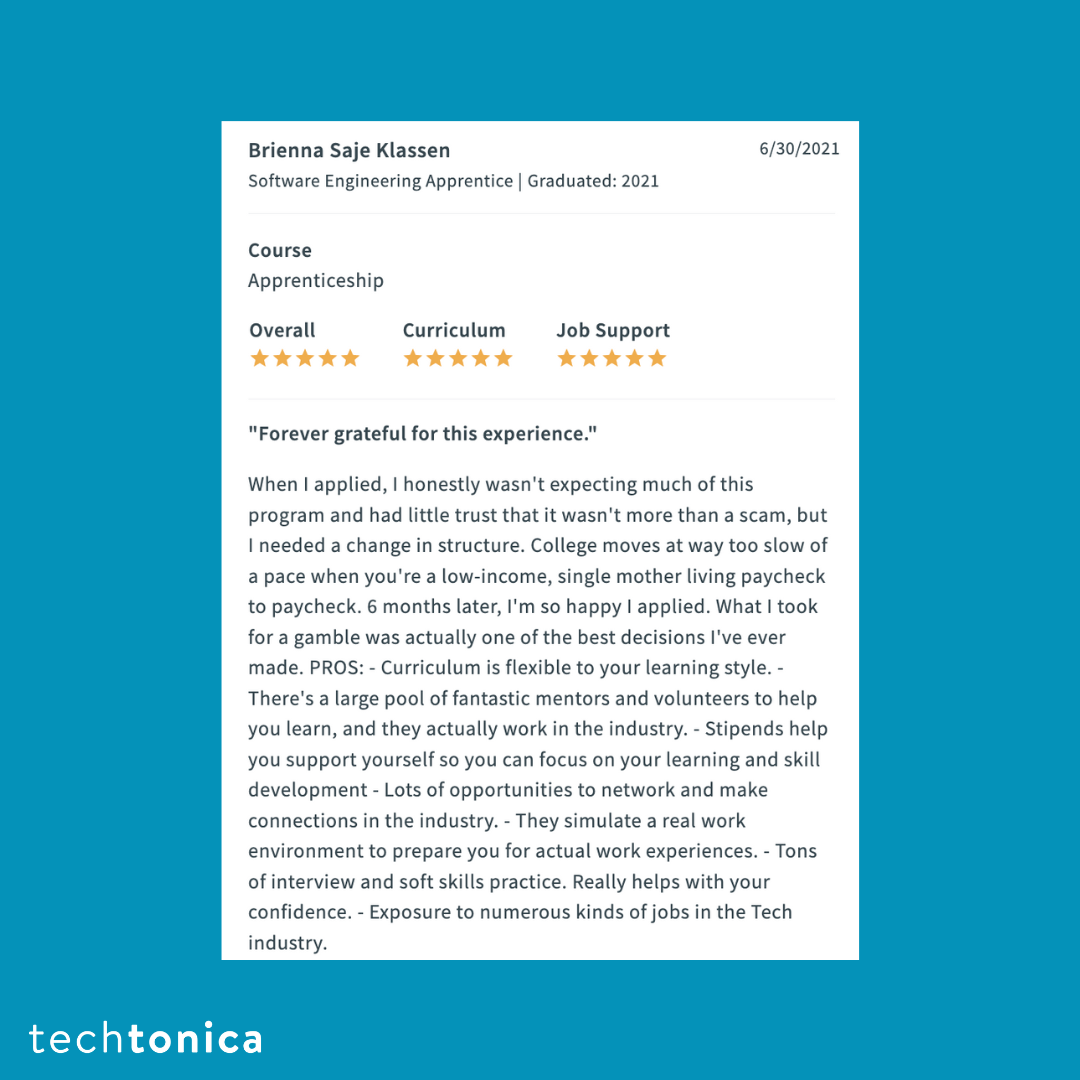 Brienna Saje Klassen 6/30/2021
Software Engineering Apprentice | Graduated: 2021
Course
Apprenticeship
Overall Curriculum Job Support
"Forever grateful for this experience."
When I applied, I honestly wasn't expecting much of this
program and had little trust that it wasn't more than a scam, but
I needed a change in structure. College moves at way too slow of
a pace when you're a low-income, single mother living paycheck
to paycheck. 6 months later, I'm so happy I applied. What I took
for a gamble was actually one of the best decisions I've ever
made. PROS: - Curriculum is flexible to your learning style. -
There's a large pool of fantastic mentors and volunteers to help
you learn, and they actually work in the industry. - Stipends help
you support yourself so you can focus on your learning and skill
development - Lots of opportunities to network and make
connections in the industry. - They simulate a real work
environment to prepare you for actual work experiences. - Tons
of interview and soft skills practice. Really helps with your
confidence. - Exposure to numerous kinds of jobs in the Tech
industry.
techtonica